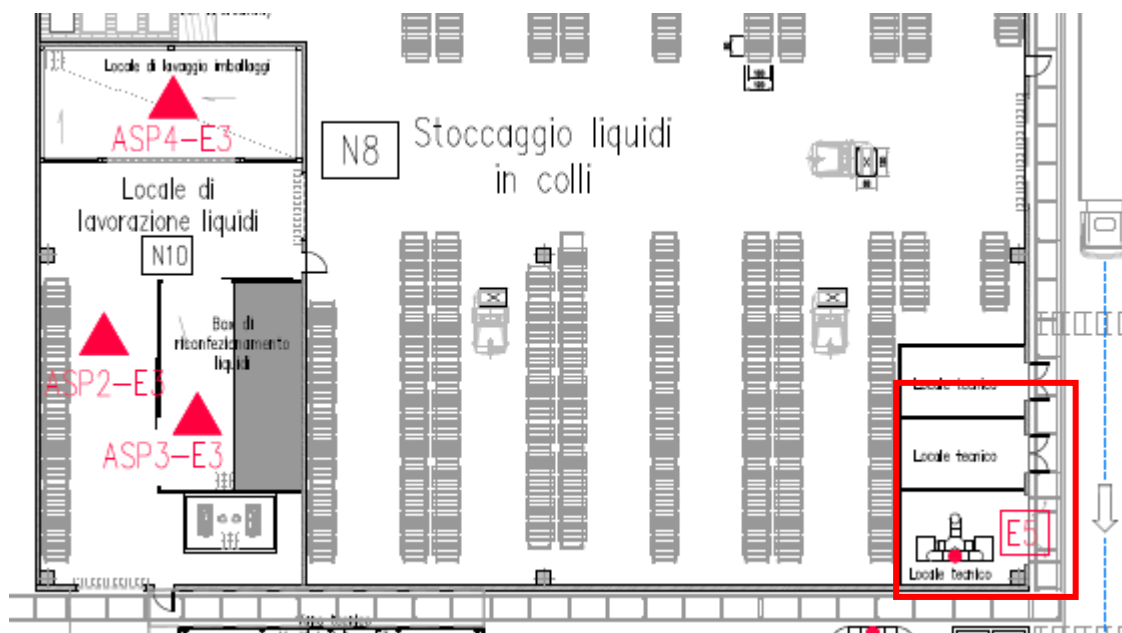 Locale di lavaggio imballaggi
ASP4-E3
N8
Stoccaggio liquidi
in colli
Locale di
lavorazione liquidi
N10
Box di
riconfezionamento
liquidi
ASP2-E3
ASP3-E3
Locale tecnico
Locale tecnico
E5
Locale tecnico